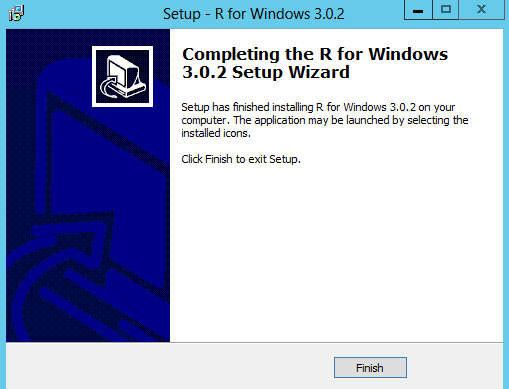 Setup - R for Windows 3.0.2
Completing the R for Windows
3.0.2 Setup Wizard
Setup has finished installing R for Windows 3.0.2 on your
computer. The application may be launched by selecting the
installed icons.
Click Finish to exit Setup.
Finish